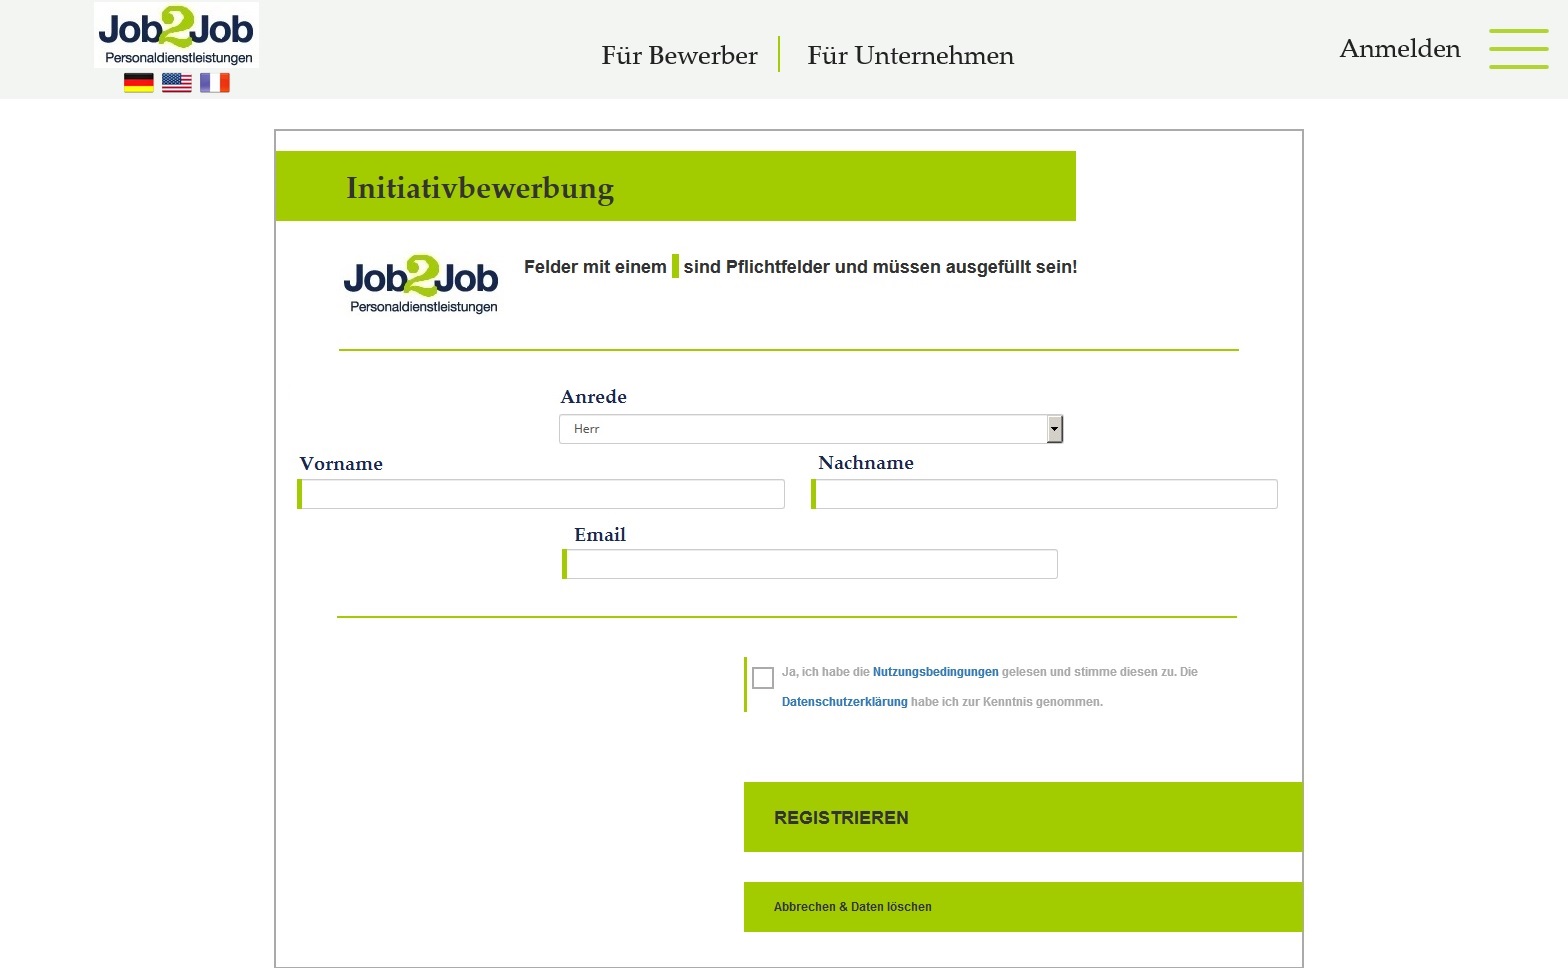 Job2Job
Personaldienstleistungen
Für Bewerber
Für Unternehmen
Anmelden
Initiativbewerbung
Job2Job
Personaldienstleistungen
Felder mit einem sind Pflichtfelder und müssen ausgefüllt sein!
Anrede
Herr
Vorname
Nachname
Email
Ja, ich habe die Nutzungsbedingungen gelesen und stimme diesen zu. Die
Datenschutzerklärung habe ich zur Kenntnis genommen.
REGISTRIEREN
Abbrechen & Daten löschen